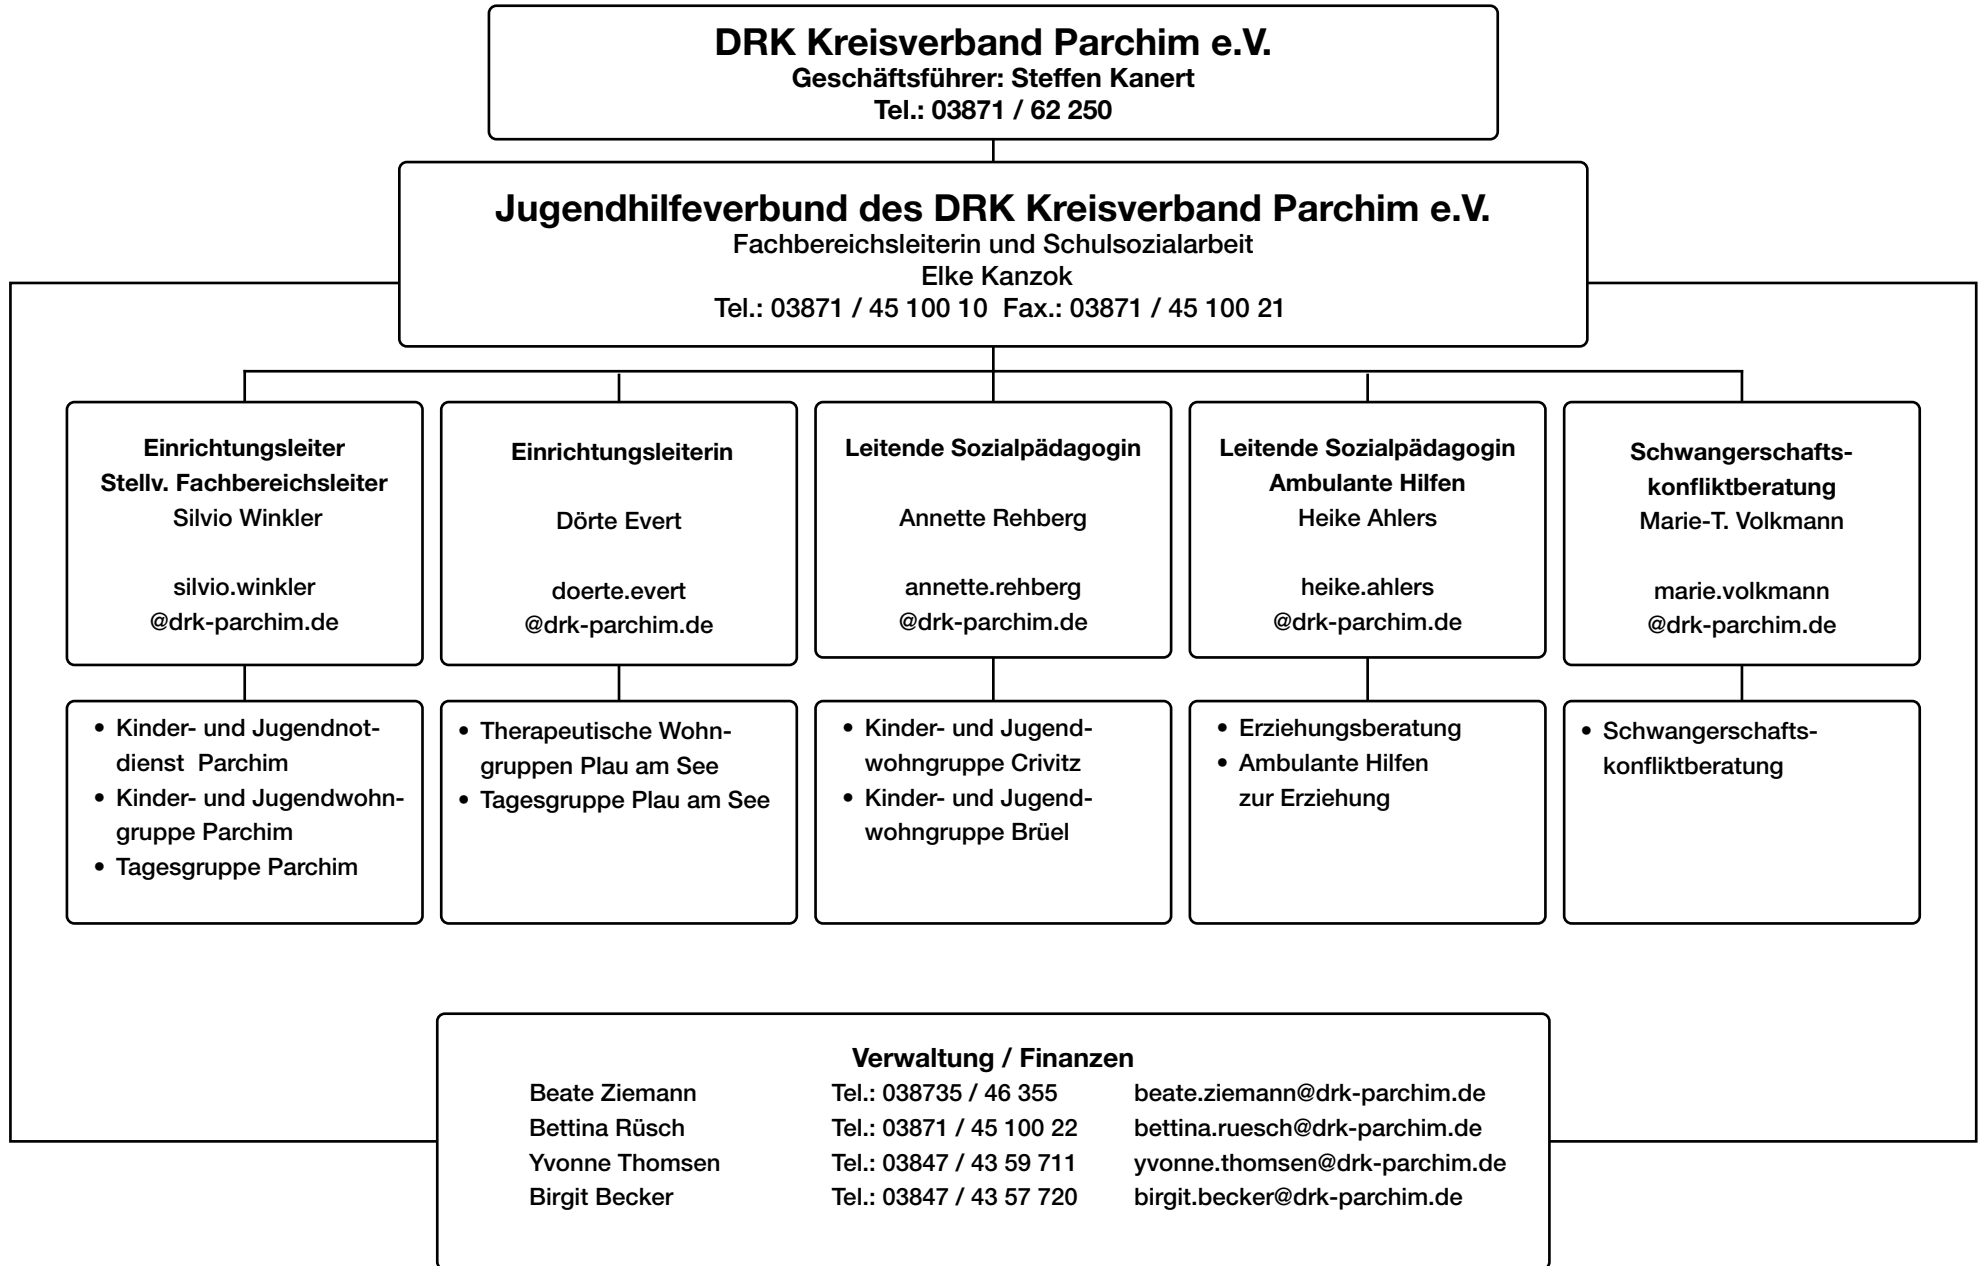 DRK Kreisverband Parchim e.V.
Geschäftsführer: Steffen Kanert
Tel.: 03871 / 62 250
Jugendhilfeverbund des DRK Kreisverband Parchim e.V.
Fachbereichsleiterin und Schulsozialarbeit
Elke Kanzok
Tel.: 03871 / 45 100 10  Fax.: 03871 / 45 100 21
Einrichtungsleiter
Stellv. Fachbereichsleiter
Silvio Winkler
silvio.winkler
@drk-parchim.de
Einrichtungsleiterin
Dörte Evert
doerte.evert
@drk-parchim.de
Leitende Sozialpädagogin
Annette Rehberg
annette.rehberg
@drk-parchim.de
Leitende Sozialpädagogin
Ambulante Hilfen
Heike Ahlers
heike.ahlers
@drk-parchim.de
Schwangerschafts-
konfliktberatung
Marie-T. Volkmann
marie.volkmann
@drk-parchim.de
• Kinder- und Jugendnot-
dienst  Parchim
• Kinder- und Jugendwohn-
gruppe Parchim
• Tagesgruppe Parchim
• Therapeutische Wohn-
gruppen Plau am See
• Tagesgruppe Plau am See
• Kinder- und Jugend-
wohngruppe Crivitz
• Kinder- und Jugend-
wohngruppe Brüel
• Erziehungsberatung
• Ambulante Hilfen
zur Erziehung
• Schwangerschafts-
konfliktberatung
Verwaltung / Finanzen
Beate Ziemann Tel.: 038735 / 46 355 beate.ziemann@drk-parchim.de
Bettina Rüsch Tel.: 03871 / 45 100 22 bettina.ruesch@drk-parchim.de
Yvonne Thomsen Tel.: 03847 / 43 59 711 yvonne.thomsen@drk-parchim.de
Birgit Becker Tel.: 03847 / 43 57 720 birgit.becker@drk-parchim.de